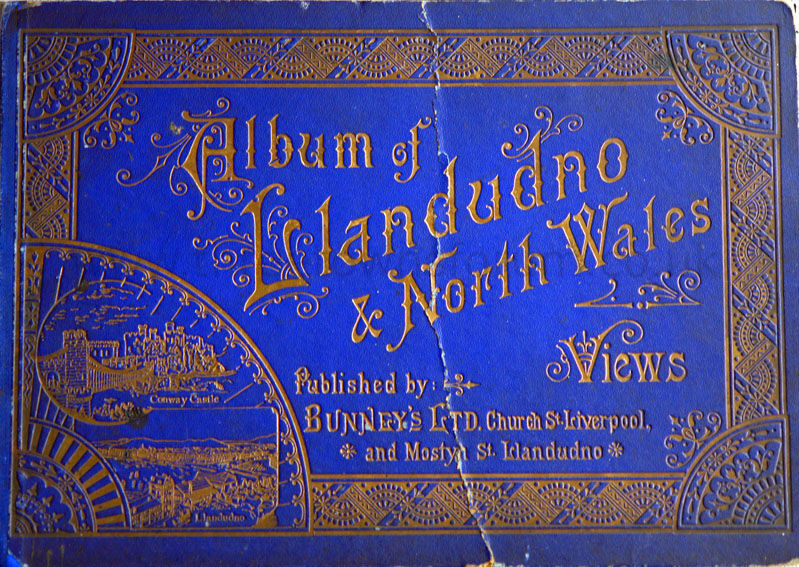 Album of
Llandudno
& North Wales
Views
Published by:
BUNNEY'S LTD. Church St. Liverpool,
and Mostyn St. Llandudno
Conway Castle
Llandudno